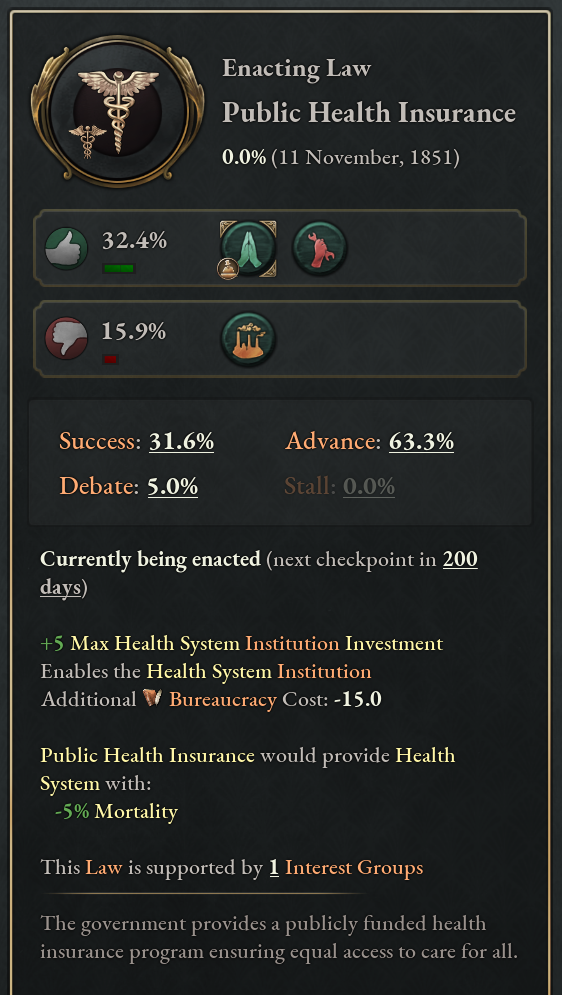 Enacting Law
Public Health Insurance
0.0% (11 November, 1851)
32.4%
15.9%
Success: 31.6% Advance: 63.3%
Debate: 5.0% Stall: 0.0%
Currently being enacted (next checkpoint in 200
days)
+5 Max Health System Institution Investment
Enables the Health System Institution
Additional Bureaucracy Cost: -15.0
Public Health Insurance would provide Health
System with:
-5% Mortality
This Law is supported by 1 Interest Groups
The government provides a publicly funded health
insurance program ensuring equal access to care for all.